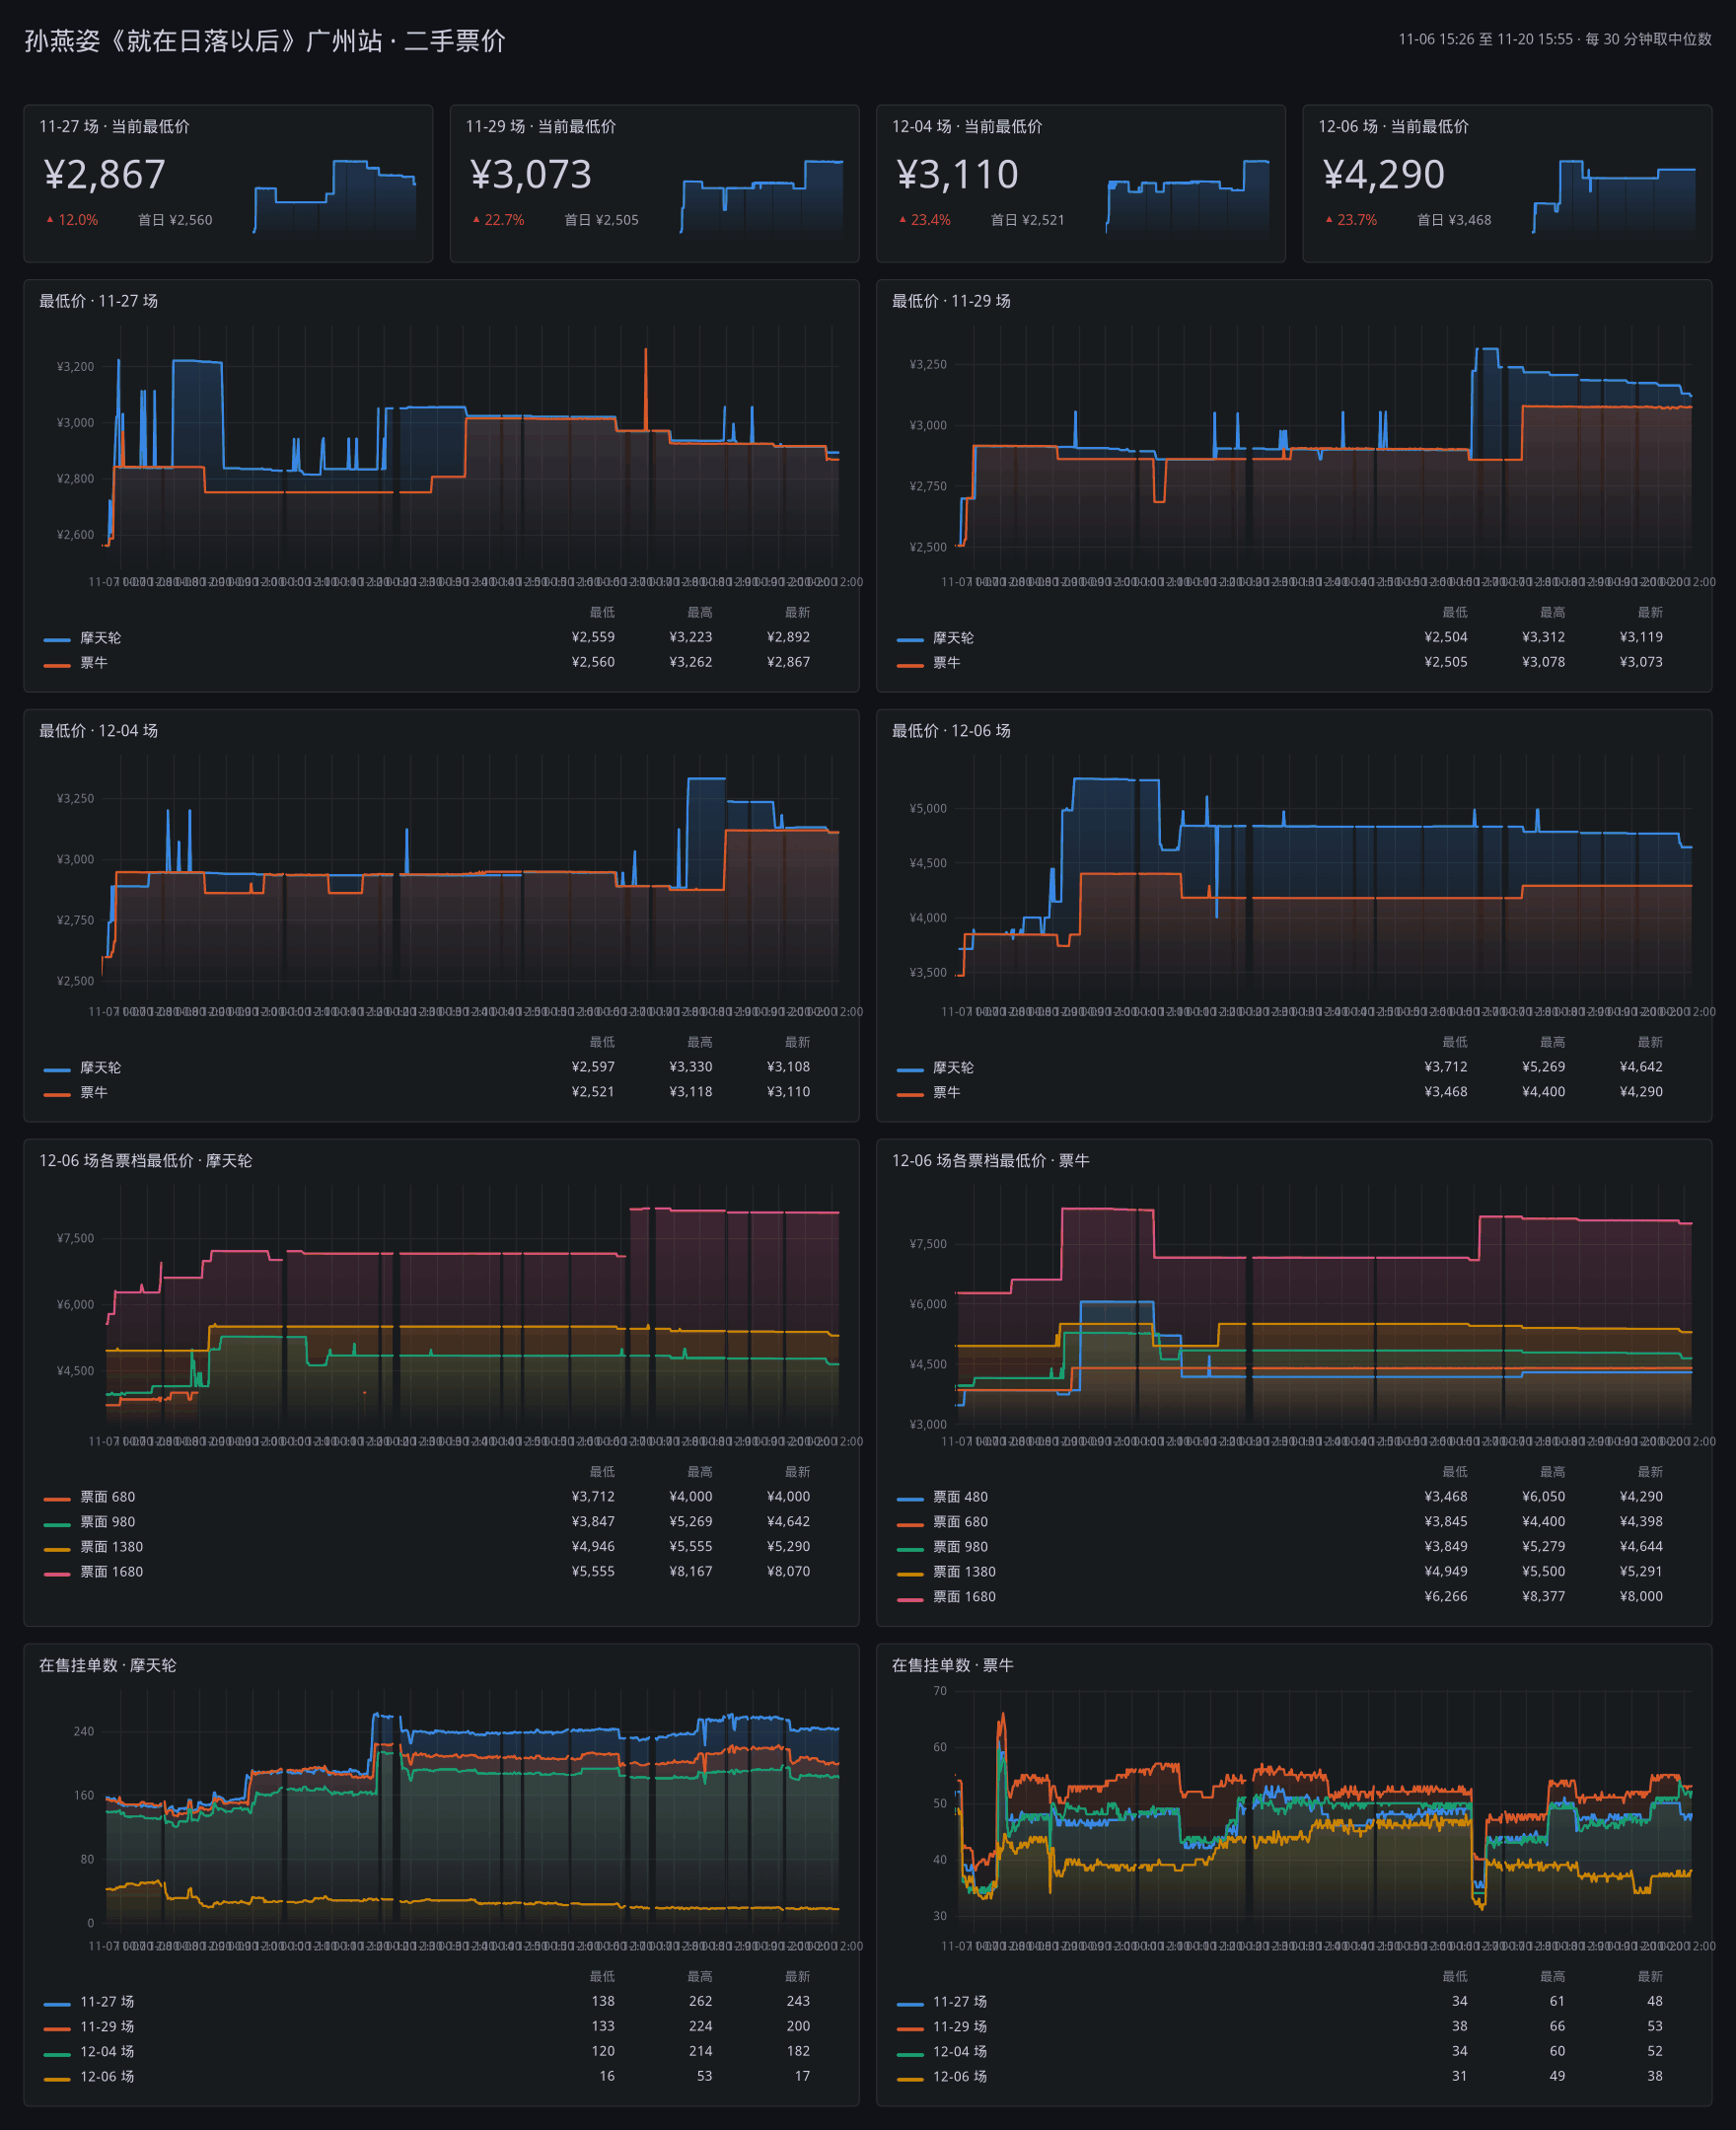 孙燕姿《就在日落以后》广州站 · 二手票价
11-06 15:26 至 11-20 15:55 · 每 30 分钟取中位数
11-27 场 · 当前最低价
¥2,867
▲ 12.0% 首日 ¥2,560
11-29 场 · 当前最低价
¥3,073
▲ 22.7% 首日 ¥2,505
12-04 场 · 当前最低价
¥3,110
▲ 23.4% 首日 ¥2,521
12-06 场 · 当前最低价
¥4,290
▲ 23.7% 首日 ¥3,468
最低价 · 11-27 场
¥3,200
¥3,000
¥2,800
¥2,600
最低 最高 最新
摩天轮 ¥2,559 ¥3,223 ¥2,892
票牛 ¥2,560 ¥3,262 ¥2,867
最低价 · 11-29 场
¥3,250
¥3,000
¥2,750
¥2,500
最低 最高 最新
摩天轮 ¥2,504 ¥3,312 ¥3,119
票牛 ¥2,505 ¥3,078 ¥3,073
最低价 · 12-04 场
¥3,250
¥3,000
¥2,750
¥2,500
最低 最高 最新
摩天轮 ¥2,597 ¥3,330 ¥3,108
票牛 ¥2,521 ¥3,118 ¥3,110
最低价 · 12-06 场
¥5,000
¥4,500
¥4,000
¥3,500
最低 最高 最新
摩天轮 ¥3,712 ¥5,269 ¥4,642
票牛 ¥3,468 ¥4,400 ¥4,290
12-06 场各票档最低价 · 摩天轮
¥7,500
¥6,000
¥4,500
最低 最高 最新
票面 680 ¥3,712 ¥4,000 ¥4,000
票面 980 ¥3,847 ¥5,269 ¥4,642
票面 1380 ¥4,946 ¥5,555 ¥5,290
票面 1680 ¥5,555 ¥8,167 ¥8,070
12-06 场各票档最低价 · 票牛
¥7,500
¥6,000
¥4,500
¥3,000
最低 最高 最新
票面 480 ¥3,468 ¥6,050 ¥4,290
票面 680 ¥3,845 ¥4,400 ¥4,398
票面 980 ¥3,849 ¥5,279 ¥4,644
票面 1380 ¥4,949 ¥5,500 ¥5,291
票面 1680 ¥6,266 ¥8,377 ¥8,000
在售挂单数 · 摩天轮
240
160
80
0
最低 最高 最新
11-27 场 138 262 243
11-29 场 133 224 200
12-04 场 120 214 182
12-06 场 16 53 17
在售挂单数 · 票牛
70
60
50
40
30
最低 最高 最新
11-27 场 34 61 48
11-29 场 38 66 53
12-04 场 34 60 52
12-06 场 31 49 38